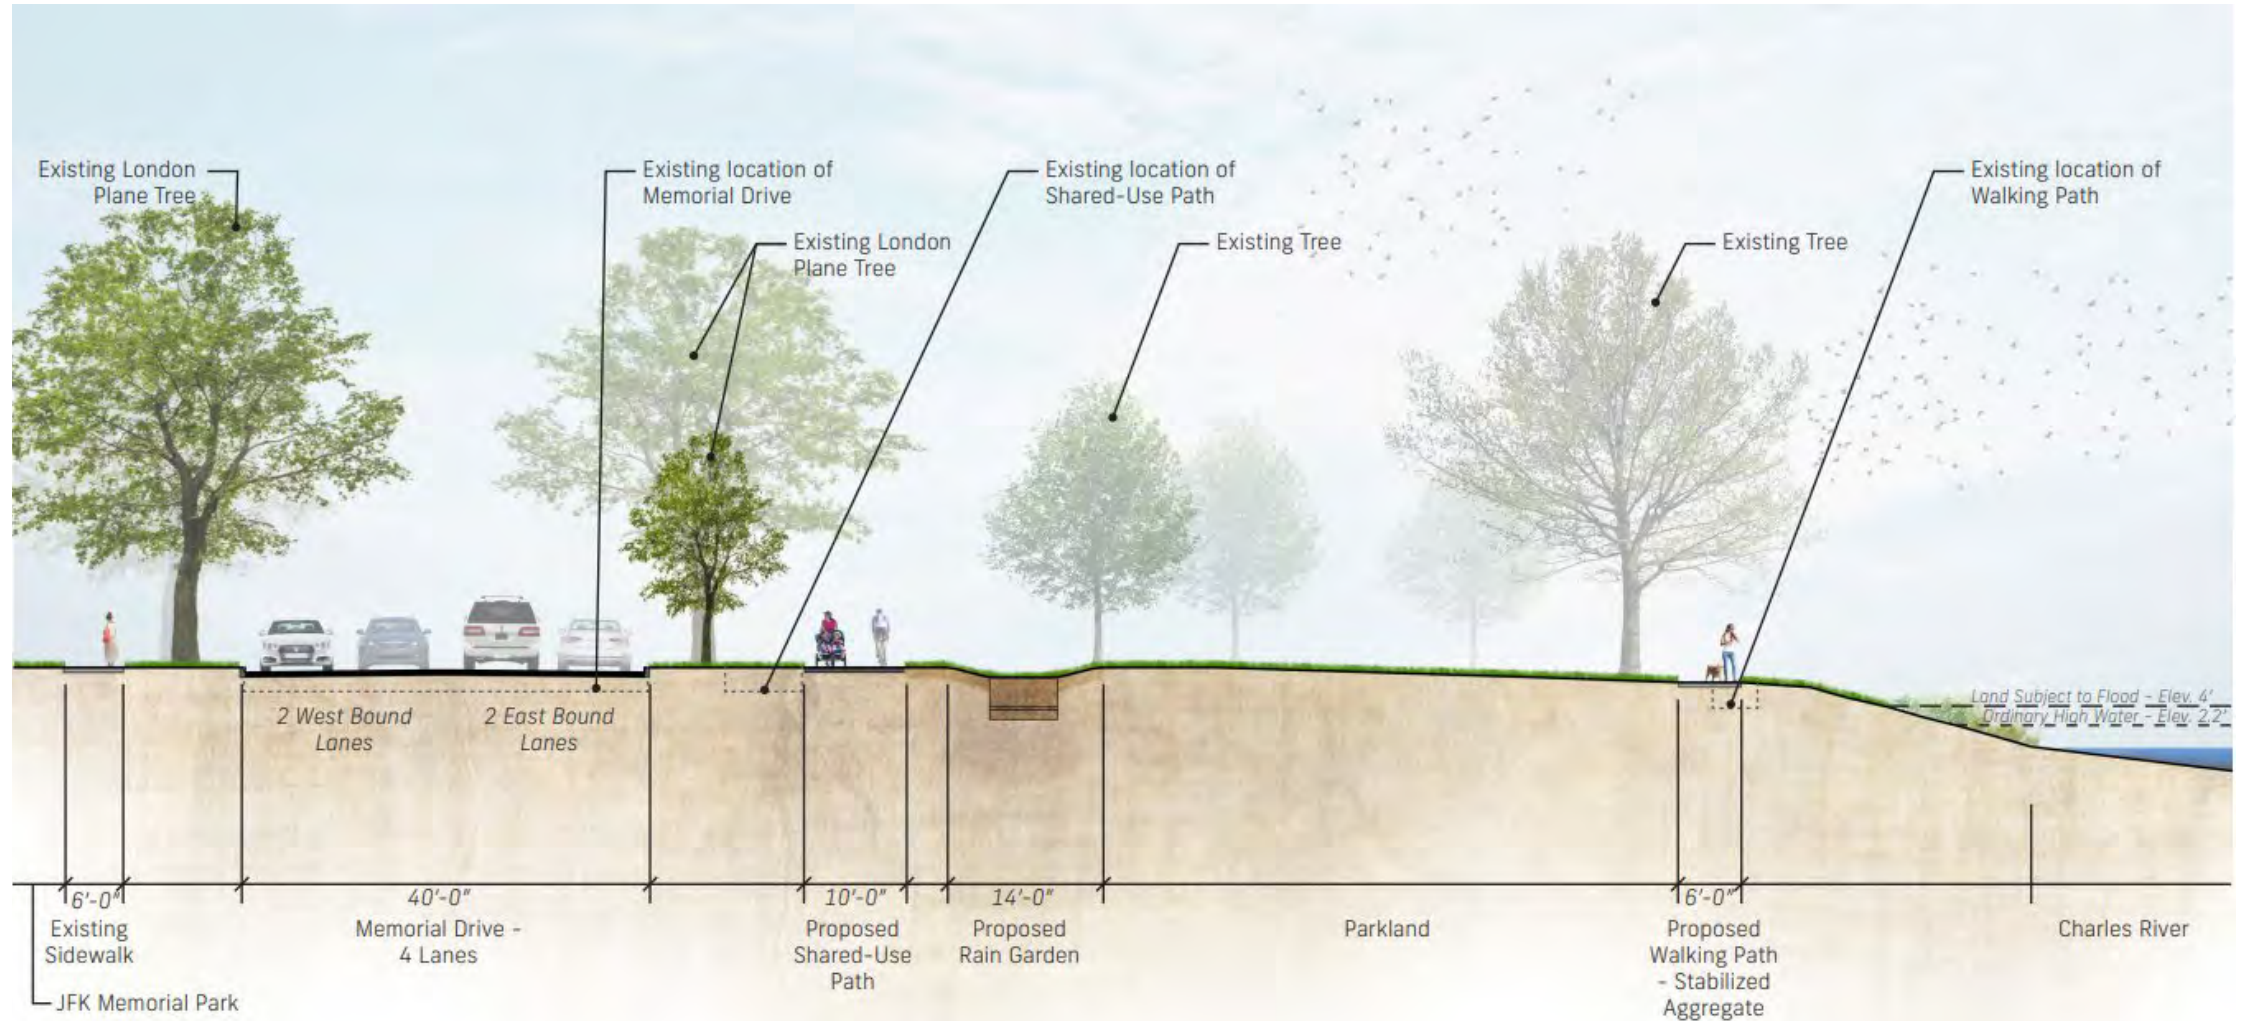 Existing London
Plane Tree
Existing location of
Memorial Drive
Existing London
Plane Tree
Existing location of
Shared-Use Path
Existing Tree
Existing Tree
Existing location of
Walking Path
2 West Bound
Lanes
2 East Bound
Lanes
Land Subject to Flood - Elev. 4'
Ordinary High Water - Elev. 2.2'
6'-0"
Existing
Sidewalk
JFK Memorial Park
40'-0"
Memorial Drive -
4 Lanes
10'-0"
Proposed
Shared-Use
Path
14'-0"
Proposed
Rain Garden
Parkland
6'-0"
Proposed
Walking Path
- Stabilized
Aggregate
Charles River